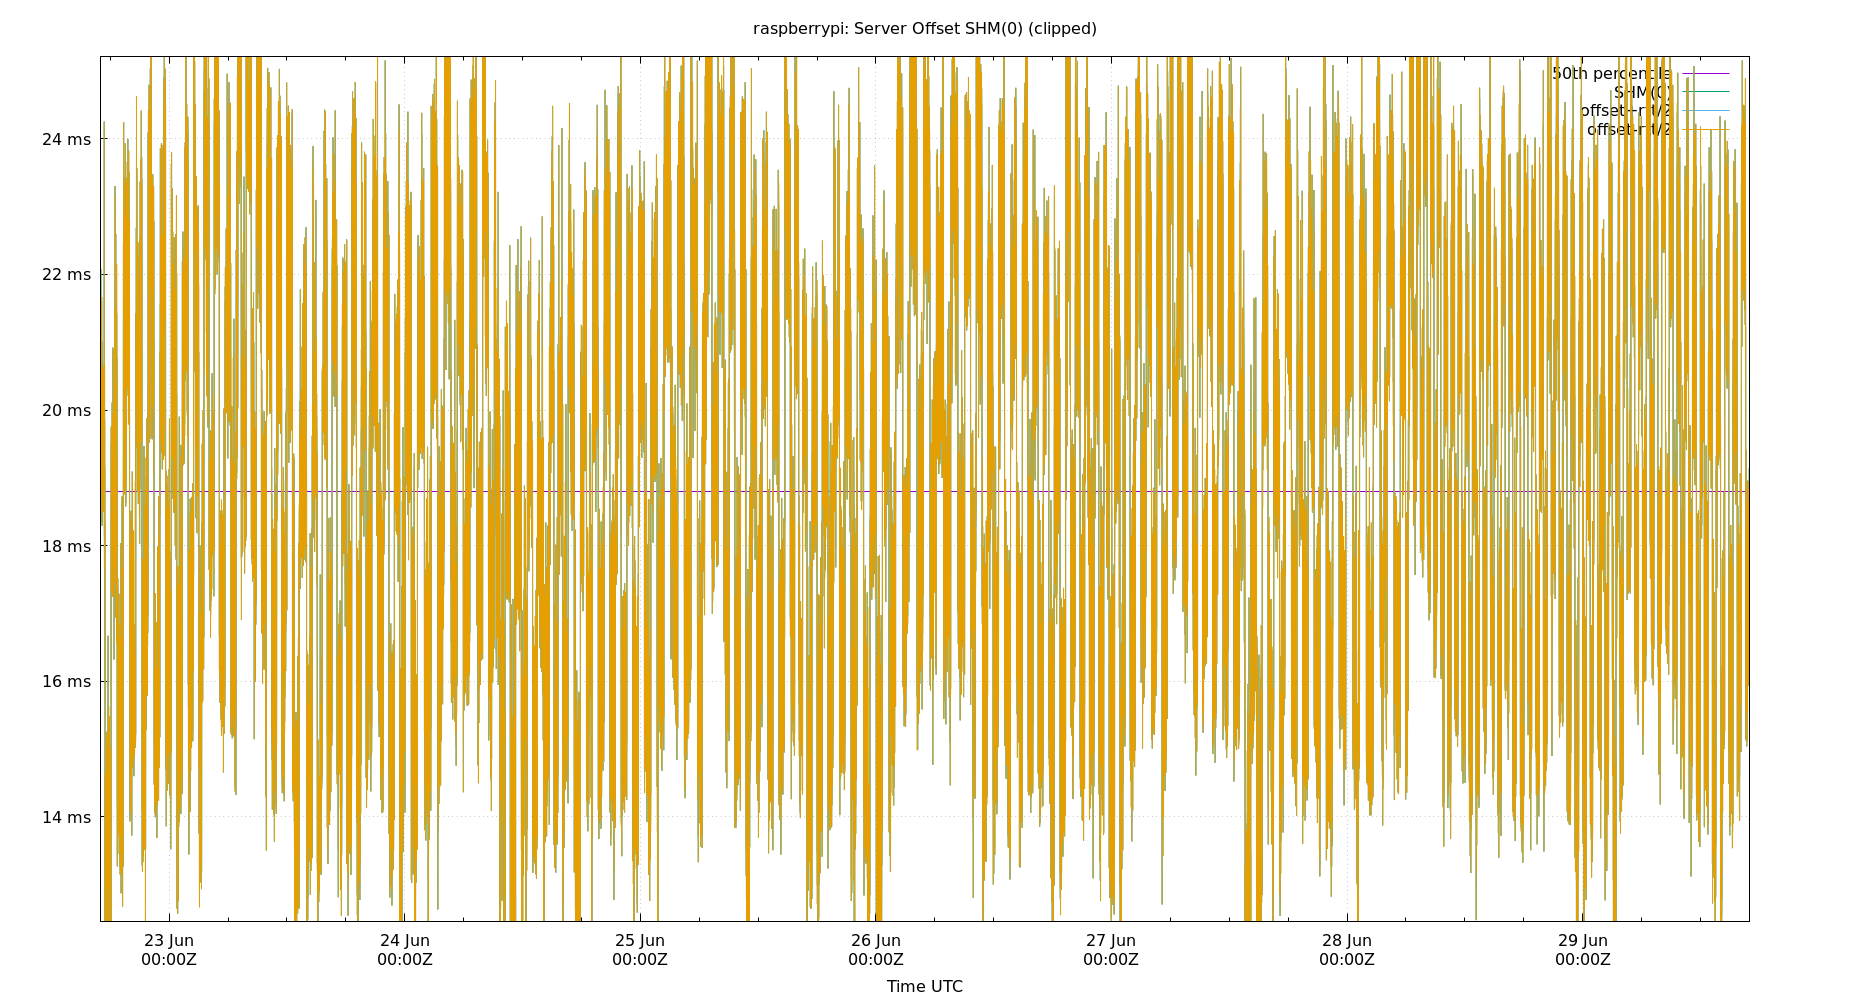 raspberrypi: Server Offset SHM(0) (clipped)
50th percentile
SHM(0)
offset+rtt/2
offset-rtt/2
24 ms
22 ms
20 ms
18 ms
16 ms
14 ms
23 Jun 24 Jun 25 Jun 26 Jun 27 Jun 28 Jun 29 Jun
00:00Z 00:00Z 00:00Z 00:00Z 00:00Z 00:00Z 00:00Z
Time UTC